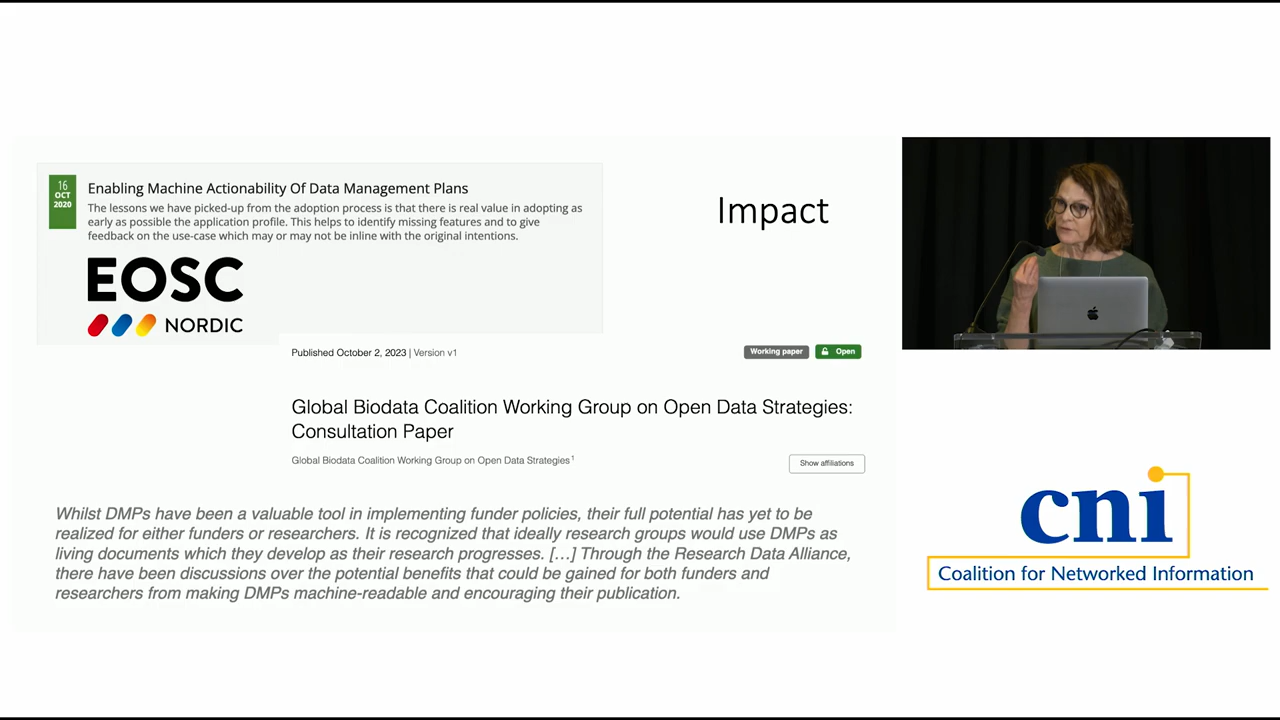 16
OCT
2020
Enabling Machine Actionability Of Data Management Plans
The lessons we have picked-up from the adoption process is that there is real value in adopting as
early as possible the application profile. This helps to identify missing features and to give
feedback on the use-case which may or may not be inline with the original intentions.
EOSC
NORDIC
Impact
Published October 2, 2023 | Version v1
Working paper
Open
Global Biodata Coalition Working Group on Open Data Strategies:
Consultation Paper
Global Biodata Coalition Working Group on Open Data Strategies 1
Show affiliations
Whilst DMPs have been a valuable tool in implementing funder policies, their full potential has yet to be
realized for either funders or researchers. It is recognized that ideally research groups would use DMPs as
living documents which they develop as their research progresses. […] Through the Research Data Alliance,
there have been discussions over the potential benefits that could be gained for both funders and
researchers from making DMPs machine-readable and encouraging their publication.
cni
Coalition for Networked Information